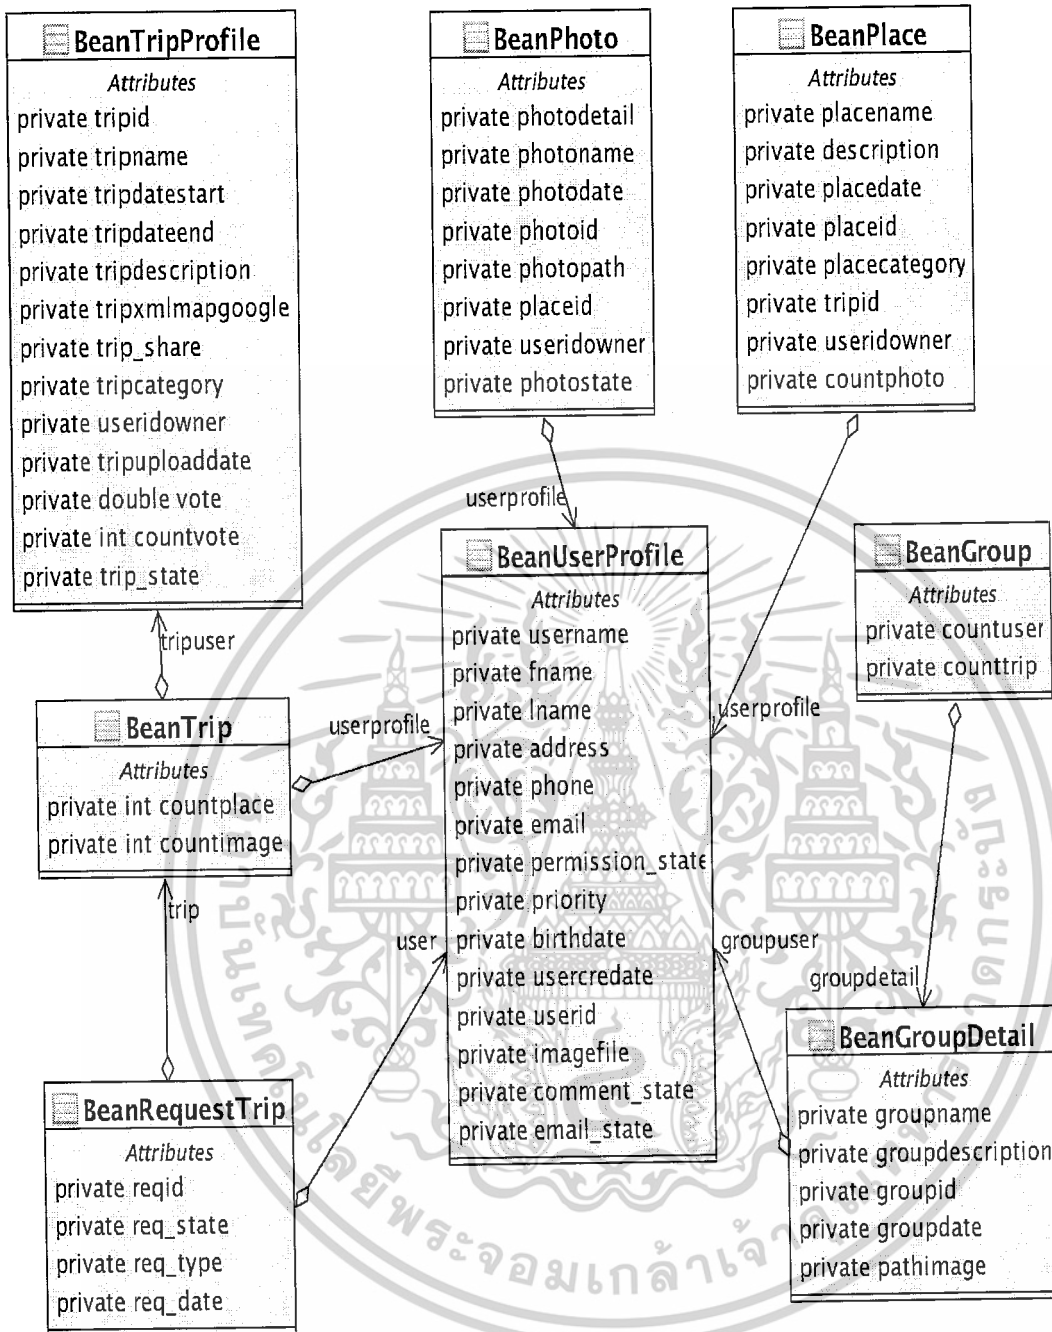 BeanTripProfile
Attributes
private tripid
private tripname
private tripdatestart
private tripdateend
private tripdescription
private tripxmlmapgoogle
private trip_share
private tripcategory
private useridowner
private tripuploaddate
private double vote
private int countvote
private trip_state
BeanPhoto
Attributes
private photodetail
private photoname
private photodate
private photoid
private photopath
private placeid
private useridowner
private photostate
BeanPlace
Attributes
private placename
private description
private placedate
private placeid
private placecategory
private tripid
private useridowner
private countphoto
userprofile
tripuser
userprofile
userprofile
BeanUserProfile
Attributes
private username
private fname
private lname
private address
private phone
private email
private permission_state
private priority
private birthdate
private usercredate
private userid
private imagefile
private comment_state
private email_state
BeanGroup
Attributes
private countuser
private counttrip
BeanTrip
Attributes
private int countplace
private int countimage
trip
user
groupuser
groupdetail
BeanRequestTrip
Attributes
private reqid
private req_state
private req_type
private req_date
BeanGroupDetail
Attributes
private groupname
private groupdescription
private groupid
private groupdate
private pathimage